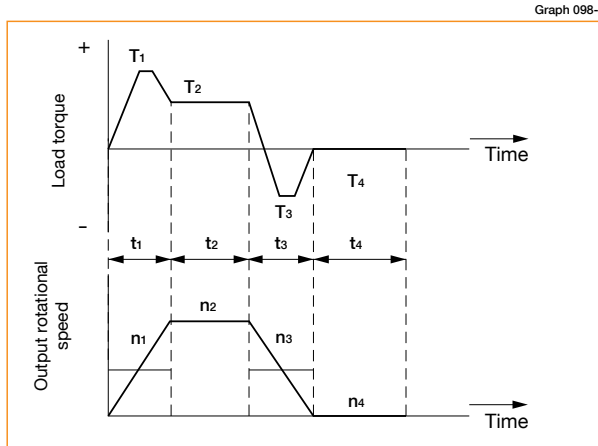 Graph 098-
+
T1
T2
Load torque
Time
T4
T3
-
t1 t2 t3 t4
Output rotational
speed
n2
n1
n3
n4
Time